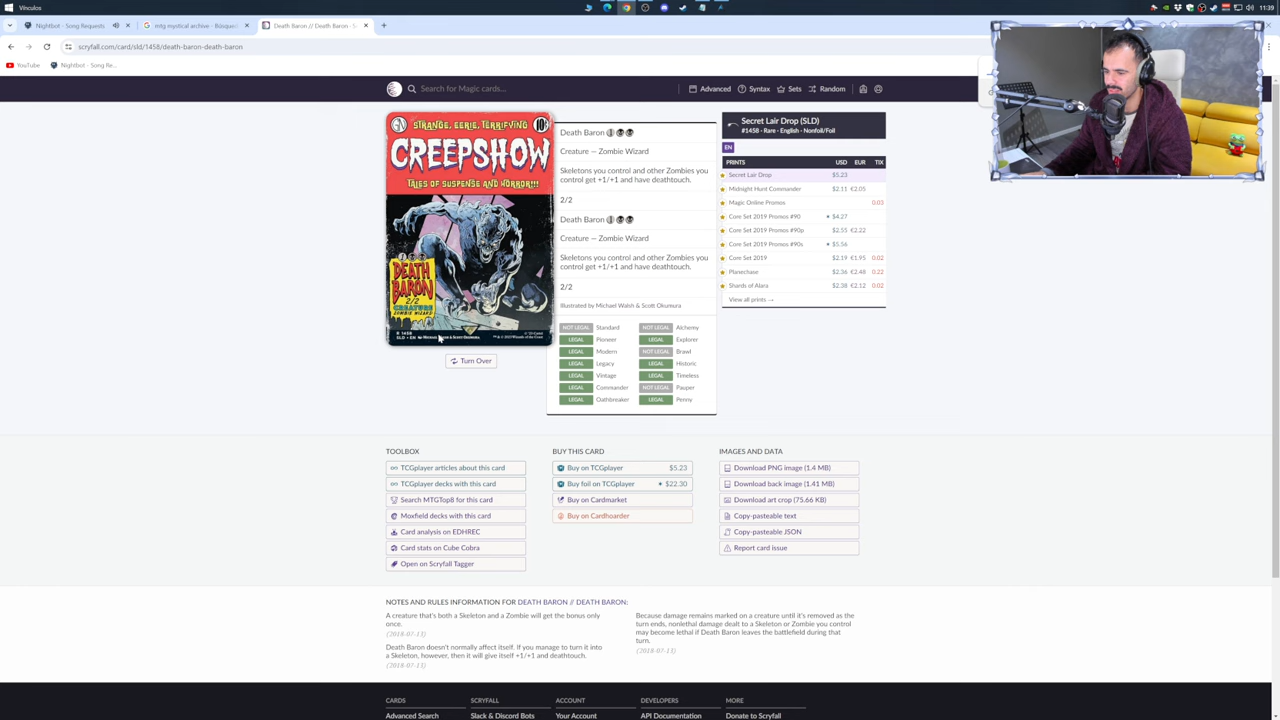 Vínculos
11:39
Nightbot - Song Requests
mtg mystical archive - Búsque
Death Baron // Death Baron · S
scryfall.com/card/sld/1458/death-baron-death-baron
YouTube
Nightbot - Song Re...
Search for Magic cards...
Advanced
Syntax
Sets
Random
STRANGE, EERIE, TERRIFYING
10¢
CREEPSHOW
TALES OF SUSPENSE AND HORROR!!!
DEATH
BARON
2/2
CREATURE
ZOMBIE WIZARD
R 1458
SLD • EN
Turn Over
Death Baron
Creature — Zombie Wizard
Skeletons you control and other Zombies you
control get +1/+1 and have deathtouch.
2/2
Death Baron
Creature — Zombie Wizard
Skeletons you control and other Zombies you
control get +1/+1 and have deathtouch.
2/2
Illustrated by Michael Walsh & Scott Okumura
NOT LEGAL Standard NOT LEGAL Alchemy
LEGAL Pioneer LEGAL Explorer
LEGAL Modern NOT LEGAL Brawl
LEGAL Legacy LEGAL Historic
LEGAL Vintage LEGAL Timeless
LEGAL Commander NOT LEGAL Pauper
LEGAL Oathbreaker LEGAL Penny
Secret Lair Drop (SLD)
#1458 · Rare · English · Nonfoil/Foil
EN
PRINTS USD EUR TIX
Secret Lair Drop $5.23
Midnight Hunt Commander $2.11 €2.05
Magic Online Promos 0.03
Core Set 2019 Promos #90 $4.27
Core Set 2019 Promos #90p $2.55 €2.22
Core Set 2019 Promos #90s $5.56
Core Set 2019 $2.19 €1.95 0.02
Planechase $2.36 €2.48 0.22
Shards of Alara $2.38 €2.12 0.02
View all prints →
TOOLBOX
TCGplayer articles about this card
TCGplayer decks with this card
Search MTGTop8 for this card
Moxfield decks with this card
Card analysis on EDHREC
Card stats on Cube Cobra
Open on Scryfall Tagger
BUY THIS CARD
Buy on TCGplayer $5.23
Buy foil on TCGplayer $22.30
Buy on Cardmarket
Buy on Cardhoarder
IMAGES AND DATA
Download PNG image (1.4 MB)
Download back image (1.41 MB)
Download art crop (75.66 KB)
Copy-pasteable text
Copy-pasteable JSON
Report card issue
NOTES AND RULES INFORMATION FOR DEATH BARON // DEATH BARON:
A creature that's both a Skeleton and a Zombie will get the bonus only
once.
(2018-07-13)
Death Baron doesn't normally affect itself. If you manage to turn it into
a Skeleton, however, then it will give itself +1/+1 and deathtouch.
(2018-07-13)
Because damage remains marked on a creature until it's removed as the
turn ends, nonlethal damage dealt to a Skeleton or Zombie you control
may become lethal if Death Baron leaves the battlefield during that
turn.
(2018-07-13)
CARDS
Advanced Search
SCRYFALL
Slack & Discord Bots
ACCOUNT
Your Account
DEVELOPERS
API Documentation
MORE
Donate to Scryfall